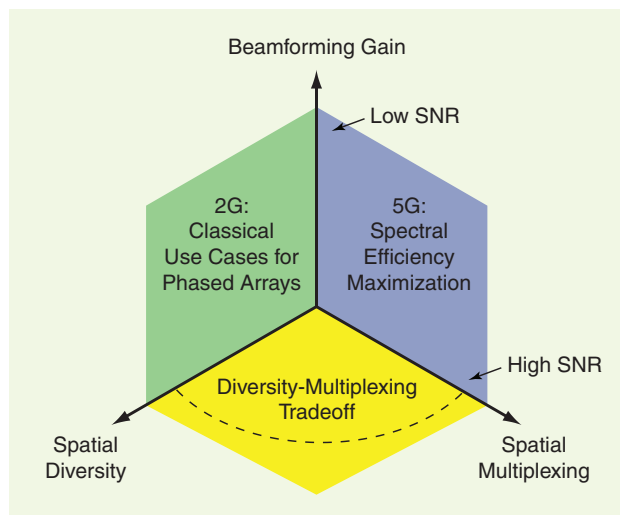 Beamforming Gain
Low SNR
2G:
Classical
Use Cases for
Phased Arrays
5G:
Spectral
Efficiency
Maximization
High SNR
Diversity-Multiplexing
Tradeoff
Spatial
Diversity
Spatial
Multiplexing